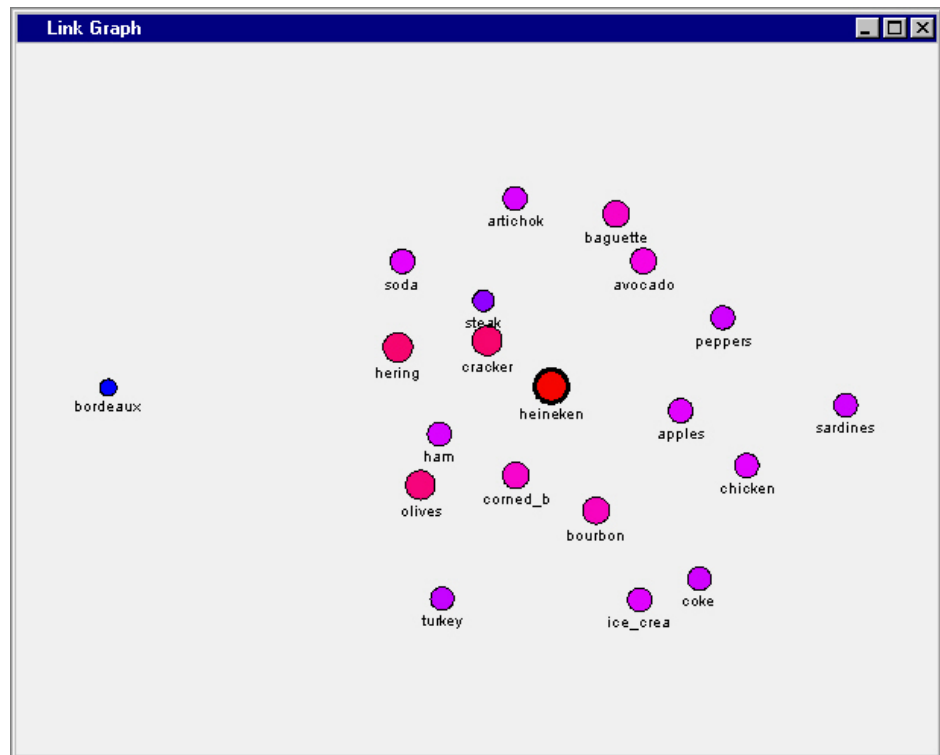 Link Graph
artichok
baguette
soda
avocado
steak
peppers
hering
cracker
bordeaux
heineken
sardines
apples
ham
chicken
olives
corned_b
bourbon
coke
turkey
ice_crea